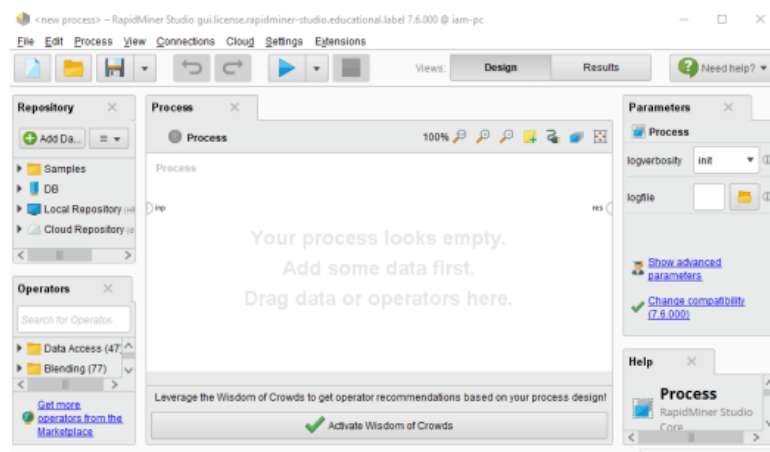 <new process> – RapidMiner Studio gui.license.rapidminer-studio.educational.label 7.6.000 @ iam-pc
File Edit Process View Connections Cloud Settings Extensions
Views: Design Results Need help?
Repository
Add Da...
Samples
DB
Local Repository
Cloud Repository
Operators
Search for Operator
Data Access (47
Blending (77)
Get more
operators from the
Marketplace
Process
Process
100%
Process
inp
res
Your process looks empty.
Add some data first.
Drag data or operators here.
Leverage the Wisdom of Crowds to get operator recommendations based on your process design!
Activate Wisdom of Crowds
Parameters
Process
logverbosity init
logfile
Show advanced
parameters
Change compatibility
(7.6.000)
Help
Process
RapidMiner Studio
Core